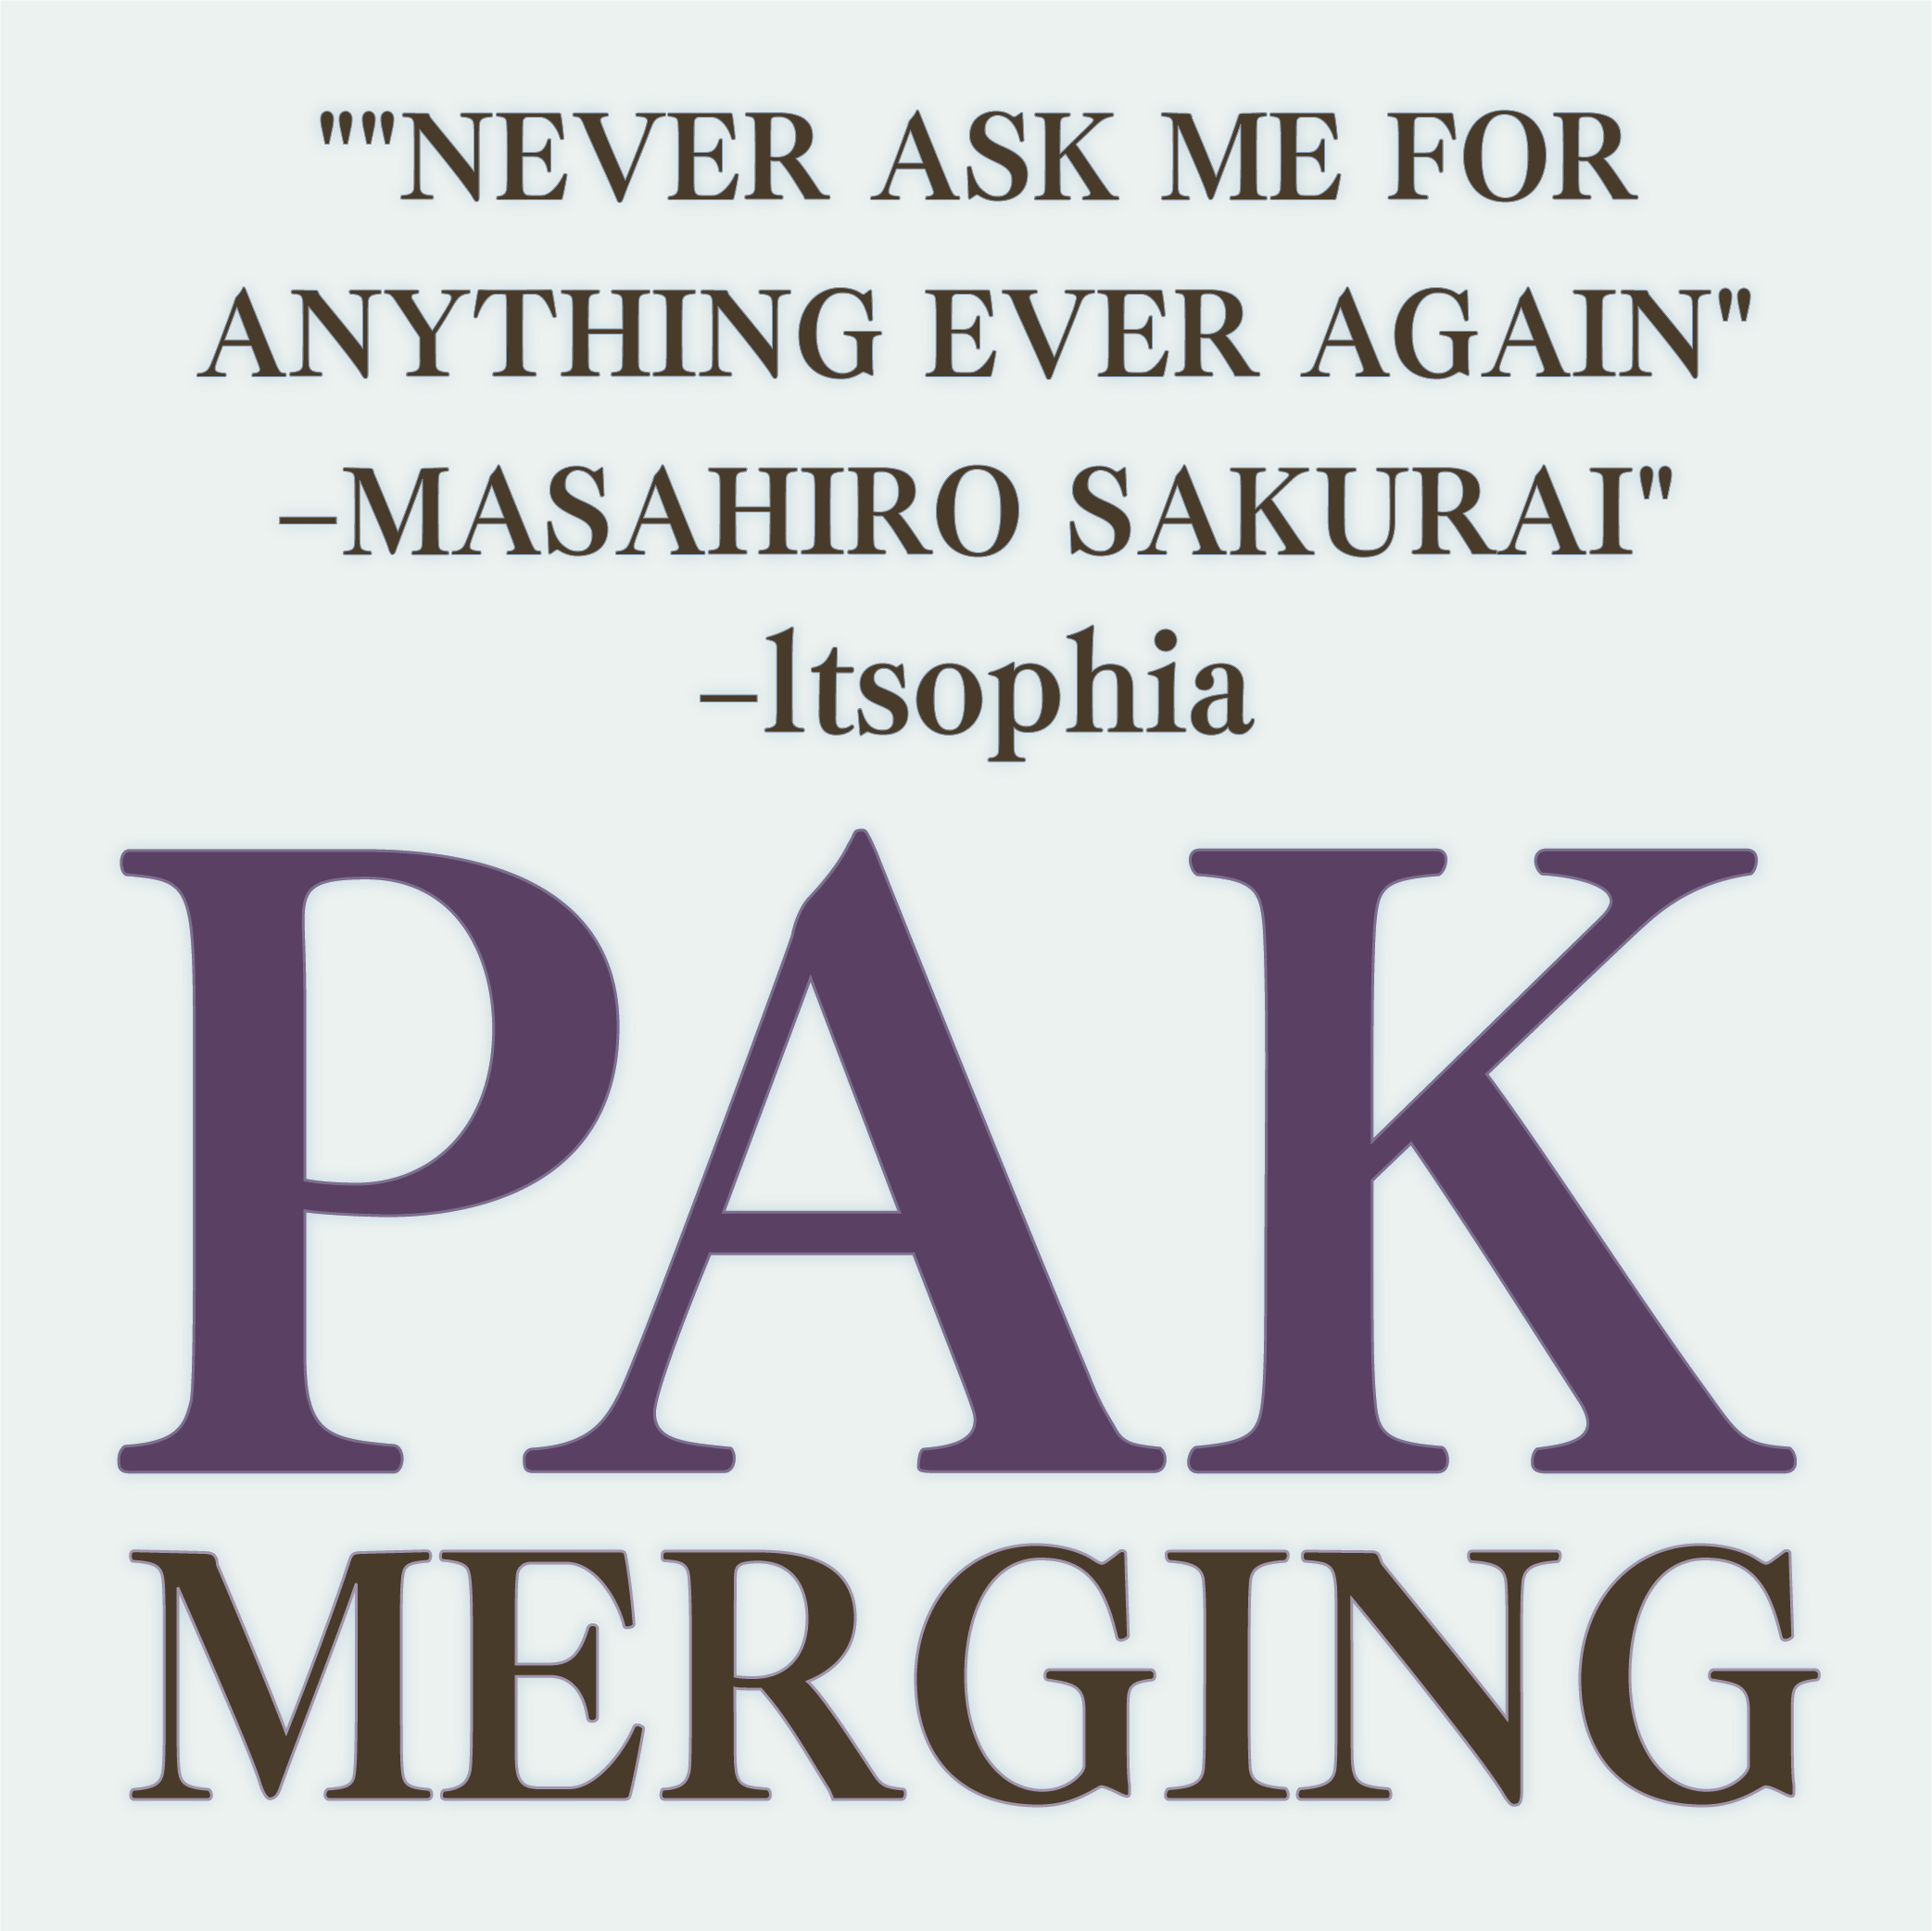 """NEVER ASK ME FOR
ANYTHING EVER AGAIN"
–MASAHIRO SAKURAI"
–ltsophia
PAK
MERGING